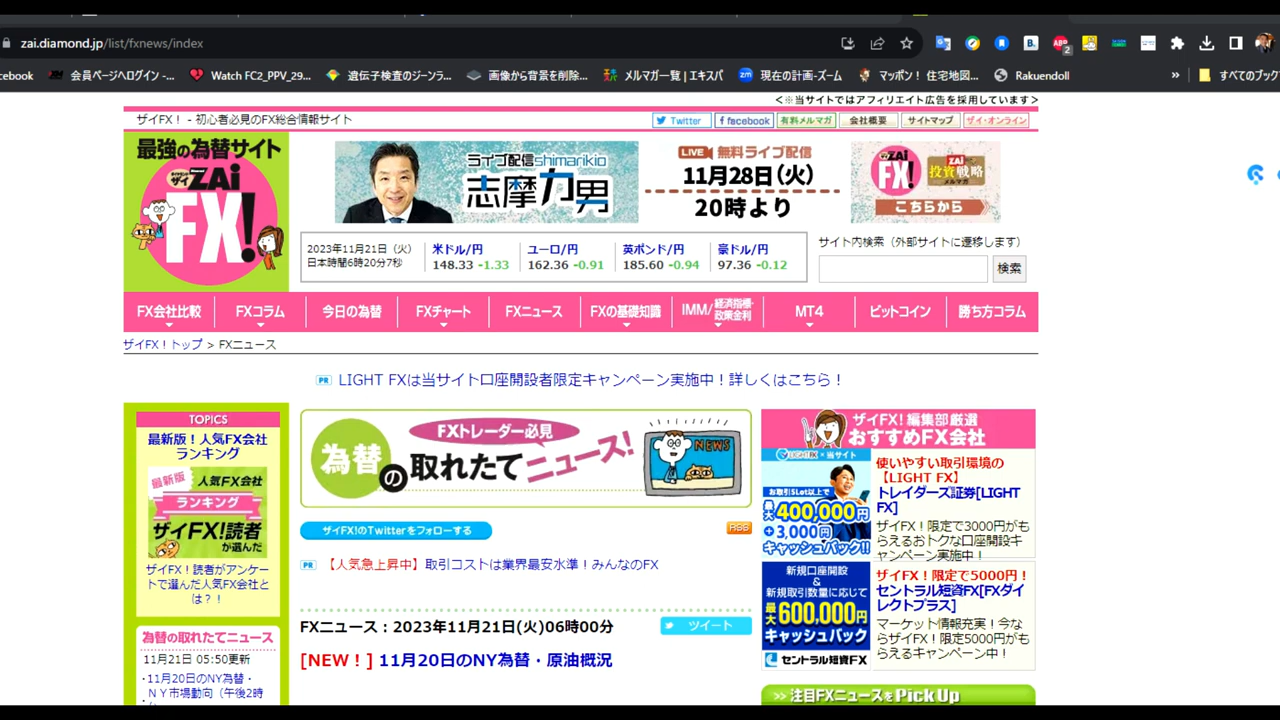 zai.diamond.jp/list/fxnews/index
cebook
会員ページへログイン -...
Watch FC2_PPV_29...
遺伝子検査のジーンラ...
画像から背景を削除...
メルマガ一覧 | エキスパ
現在の計画-ズーム
マッポン！ 住宅地図...
Rakuendoll
»
すべてのブック
<※当サイトではアフィリエイト広告を採用しています>
ザイFX！ - 初心者必見のFX総合情報サイト
Twitter
facebook
有料メルマガ
会社概要
サイトマップ
ザイ・オンライン
最強の為替サイト
ZAi
FX!
ライブ配信shimarikio
志摩力男
LIVE 無料ライブ配信
11月28日(火)
20時より
ZAi
FX!
ZAi
投資戦略
こちらから
2023年11月21日（火）
日本時間6時20分7秒
米ドル/円
148.33 -1.33
ユーロ/円
162.36 -0.91
英ポンド/円
185.60 -0.94
豪ドル/円
97.36 -0.12
サイト内検索（外部サイトに遷移します）
検索
FX会社比較
FXコラム
今日の為替
FXチャート
FXニュース
FXの基礎知識
IMM/経済指標・政策金利
MT4
ビットコイン
勝ち方コラム
ザイFX！トップ > FXニュース
PR LIGHT FXは当サイト口座開設者限定キャンペーン実施中！詳しくはこちら！
TOPICS
最新版！人気FX会社
ランキング
最新版 人気FX会社
ランキング
ザイFX!読者
が選んだ
ザイFX！読者がアンケー
トで選んだ人気FX会社と
は？！
為替の取れたてニュース
11月21日 05:50更新
･11月20日のNY為替・
･ＮＹ市場動向（午後2時
FXトレーダー必見
為替の取れたてニュース!
NEWS
ザイFX!のTwitterをフォローする
RSS
PR 【人気急上昇中】取引コストは業界最安水準！みんなのFX
FXニュース：2023年11月21日(火)06時00分
ツイート
[NEW！] 11月20日のNY為替・原油概況
ザイFX! 編集部厳選
おすすめFX会社
LIGHT FX × 当サイト
お取引5Lot以上で
最大400,000円
+3,000円
キャッシュバック!!
使いやすい取引環境の
【LIGHT FX】
トレイダーズ証券[LIGHT
FX]
ザイFX！限定で3000円がも
らえるおトクな口座開設キ
ャンペーン実施中！
新規口座開設
&
新規取引数量に応じて
最大600,000円
キャッシュバック
セントラル短資FX
ザイFX！限定で5000円！
セントラル短資FX[FXダイ
レクトプラス]
マーケット情報充実！今な
らザイFX！限定5000円がも
らえるキャンペーン中！
>> 注目FXニュースをPick Up